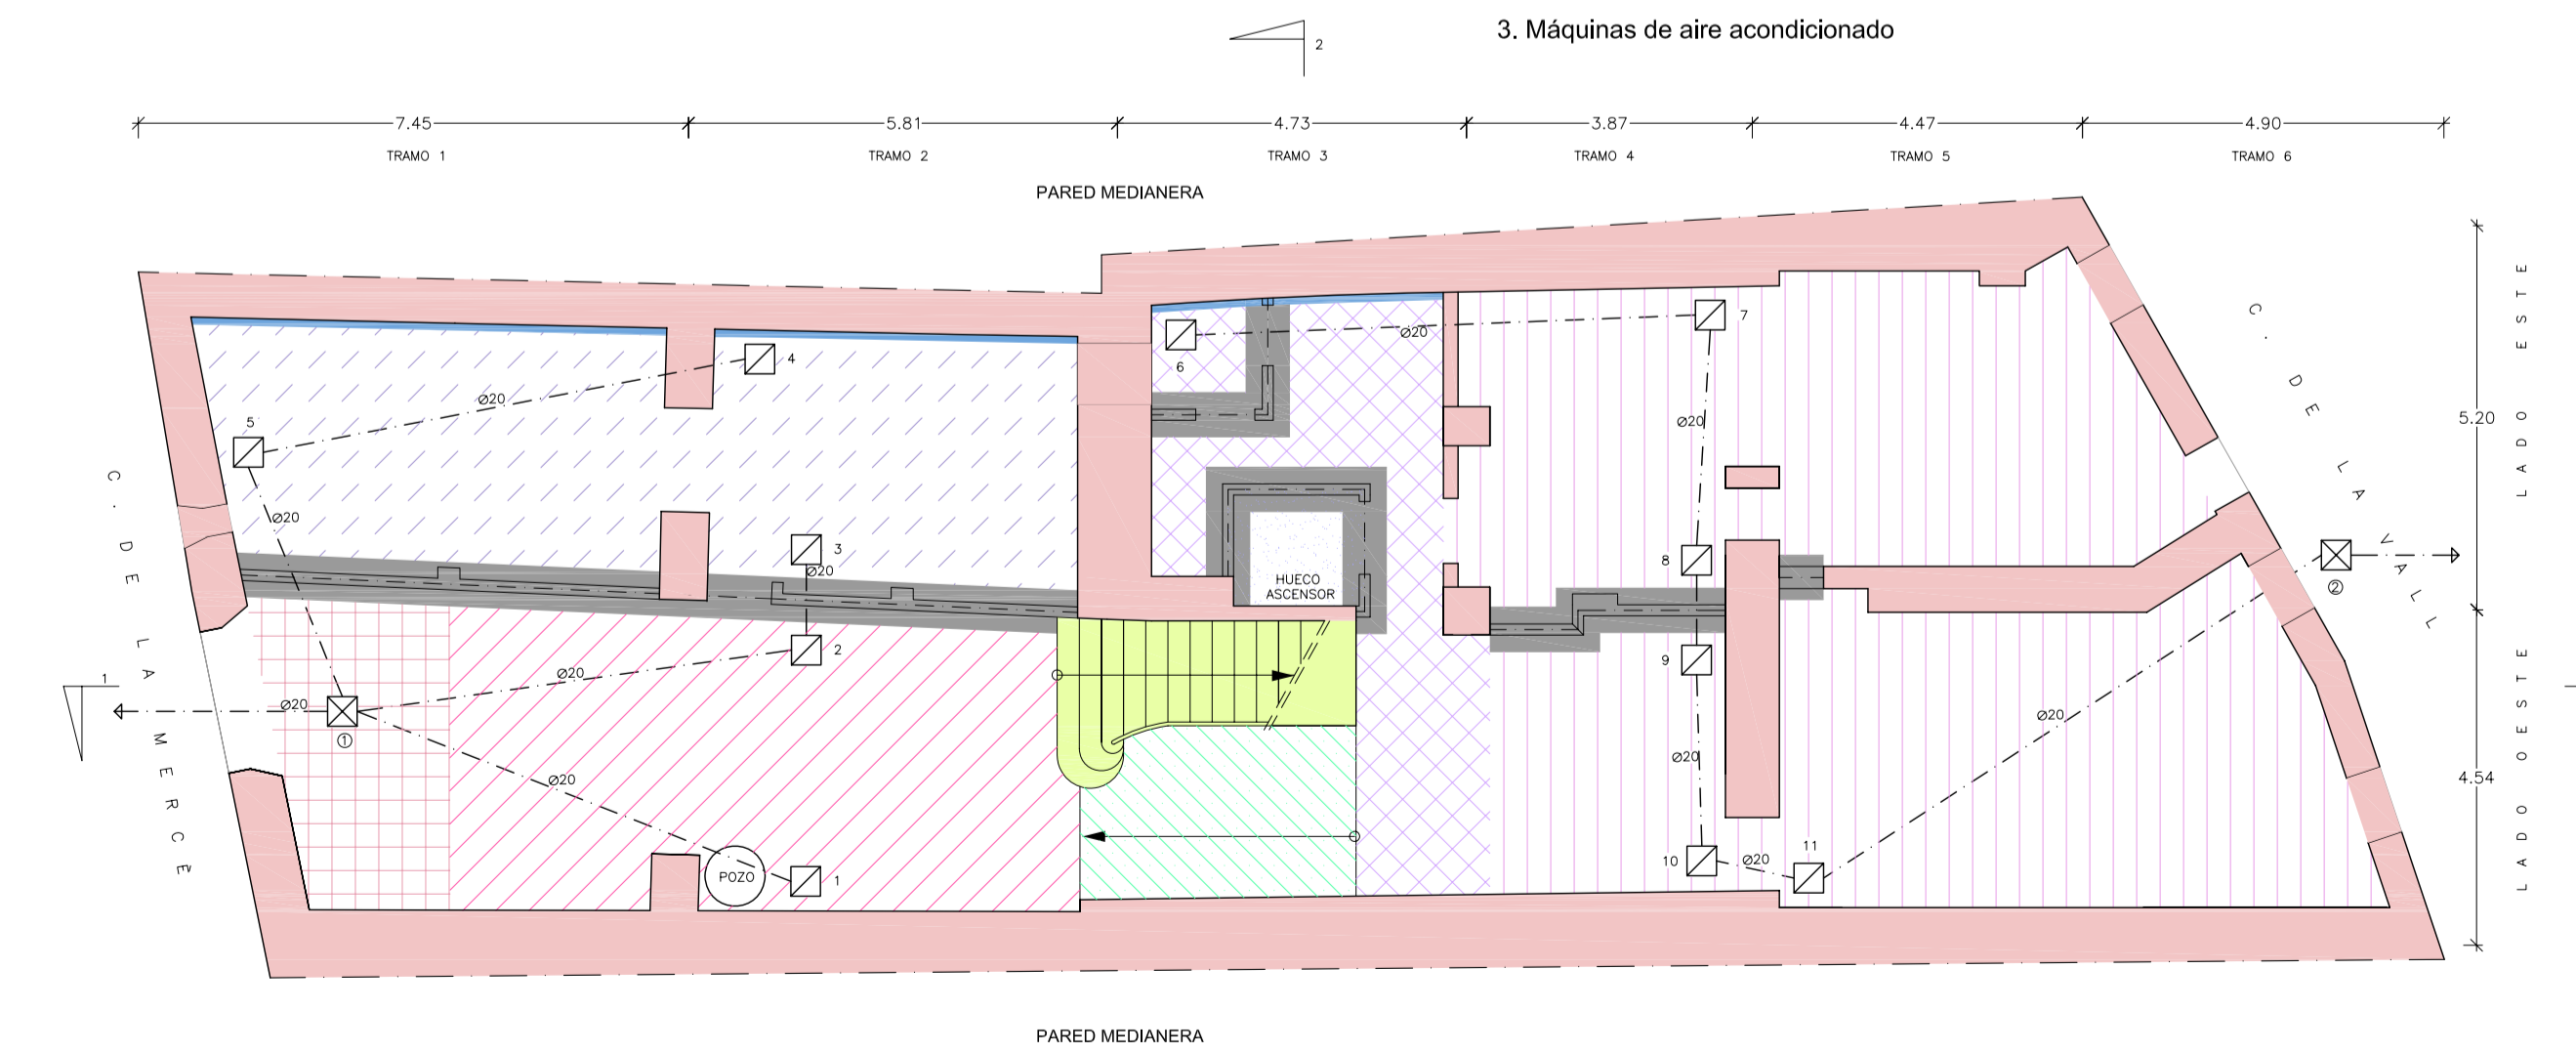 3. Máquinas de aire acondicionado
2
7.45 5.81 4.73 3.87 4.47 4.90
TRAMO 1 TRAMO 2 TRAMO 3 TRAMO 4 TRAMO 5 TRAMO 6
PARED MEDIANERA
C. DE LA MERCÈ
C. DE LA VALL
LADO ESTE
LADO OESTE
5.20
4.54
1
4
Ø20
5
Ø20
3
Ø20
2
Ø20
Ø20
①
Ø20
POZO
1
6
Ø20
7
Ø20
8
HUECO
ASCENSOR
9
Ø20
10
Ø20
11
Ø20
②
PARED MEDIANERA